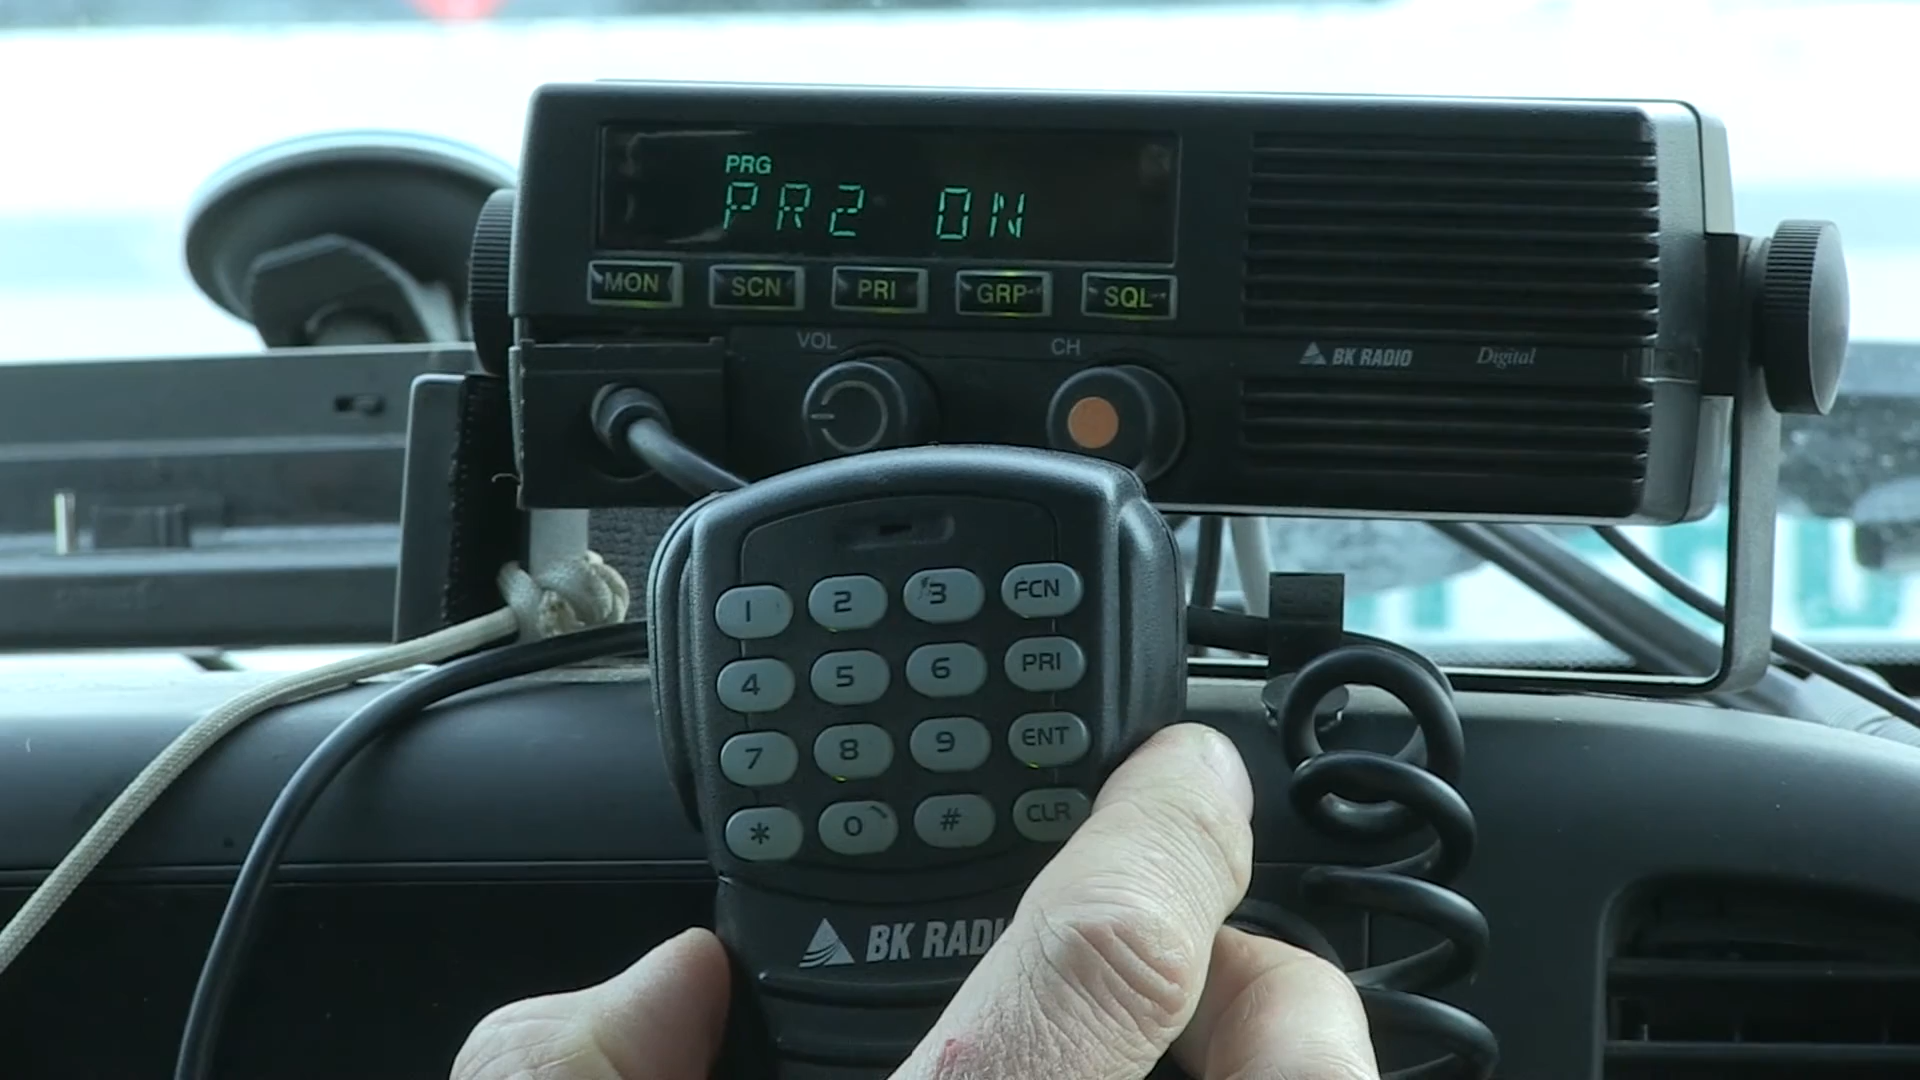 PRG
PR2 ON
MON SCN PRI GRP SQL
VOL CH
BK RADIO Digital
1 2 3 FCN
4 5 6 PRI
7 8 9 ENT
* 0 # CLR
BK RADI